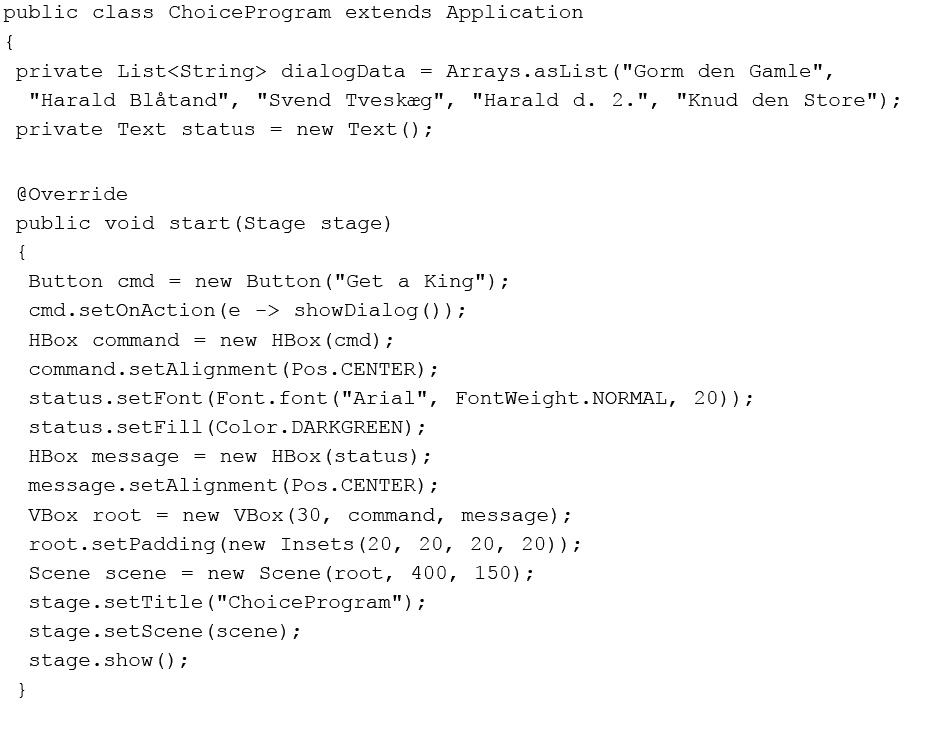 public class ChoiceProgram extends Application
{
 private List<String> dialogData = Arrays.asList("Gorm den Gamle",
  "Harald Blåtand", "Svend Tveskæg", "Harald d. 2.", "Knud den Store");
 private Text status = new Text();

 @Override
 public void start(Stage stage)
 {
  Button cmd = new Button("Get a King");
  cmd.setOnAction(e -> showDialog());
  HBox command = new HBox(cmd);
  command.setAlignment(Pos.CENTER);
  status.setFont(Font.font("Arial", FontWeight.NORMAL, 20));
  status.setFill(Color.DARKGREEN);
  HBox message = new HBox(status);
  message.setAlignment(Pos.CENTER);
  VBox root = new VBox(30, command, message);
  root.setPadding(new Insets(20, 20, 20, 20));
  Scene scene = new Scene(root, 400, 150);
  stage.setTitle("ChoiceProgram");
  stage.setScene(scene);
  stage.show();
 }